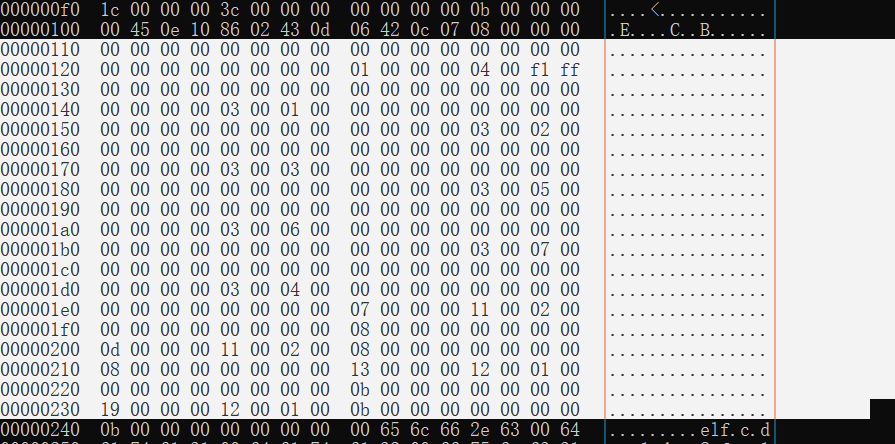 000000f0 1c 00 00 00 3c 00 00 00 00 00 00 00 0b 00 00 00 ....<...........
00000100 00 45 0e 10 86 02 43 0d 06 42 0c 07 08 00 00 00 .E....C..B......
00000110 00 00 00 00 00 00 00 00 00 00 00 00 00 00 00 00 ................
00000120 00 00 00 00 00 00 00 00 01 00 00 00 04 00 f1 ff ................
00000130 00 00 00 00 00 00 00 00 00 00 00 00 00 00 00 00 ................
00000140 00 00 00 00 03 00 01 00 00 00 00 00 00 00 00 00 ................
00000150 00 00 00 00 00 00 00 00 00 00 00 00 03 00 02 00 ................
00000160 00 00 00 00 00 00 00 00 00 00 00 00 00 00 00 00 ................
00000170 00 00 00 00 03 00 03 00 00 00 00 00 00 00 00 00 ................
00000180 00 00 00 00 00 00 00 00 00 00 00 00 03 00 05 00 ................
00000190 00 00 00 00 00 00 00 00 00 00 00 00 00 00 00 00 ................
000001a0 00 00 00 00 03 00 06 00 00 00 00 00 00 00 00 00 ................
000001b0 00 00 00 00 00 00 00 00 00 00 00 00 03 00 07 00 ................
000001c0 00 00 00 00 00 00 00 00 00 00 00 00 00 00 00 00 ................
000001d0 00 00 00 00 03 00 04 00 00 00 00 00 00 00 00 00 ................
000001e0 00 00 00 00 00 00 00 00 07 00 00 00 11 00 02 00 ................
000001f0 00 00 00 00 00 00 00 00 08 00 00 00 00 00 00 00 ................
00000200 0d 00 00 00 11 00 02 00 08 00 00 00 00 00 00 00 ................
00000210 08 00 00 00 00 00 00 00 13 00 00 00 12 00 01 00 ................
00000220 00 00 00 00 00 00 00 00 0b 00 00 00 00 00 00 00 ................
00000230 19 00 00 00 12 00 01 00 0b 00 00 00 00 00 00 00 ................
00000240 0b 00 00 00 00 00 00 00 00 65 6c 66 2e 63 00 64 .........elf.c.d